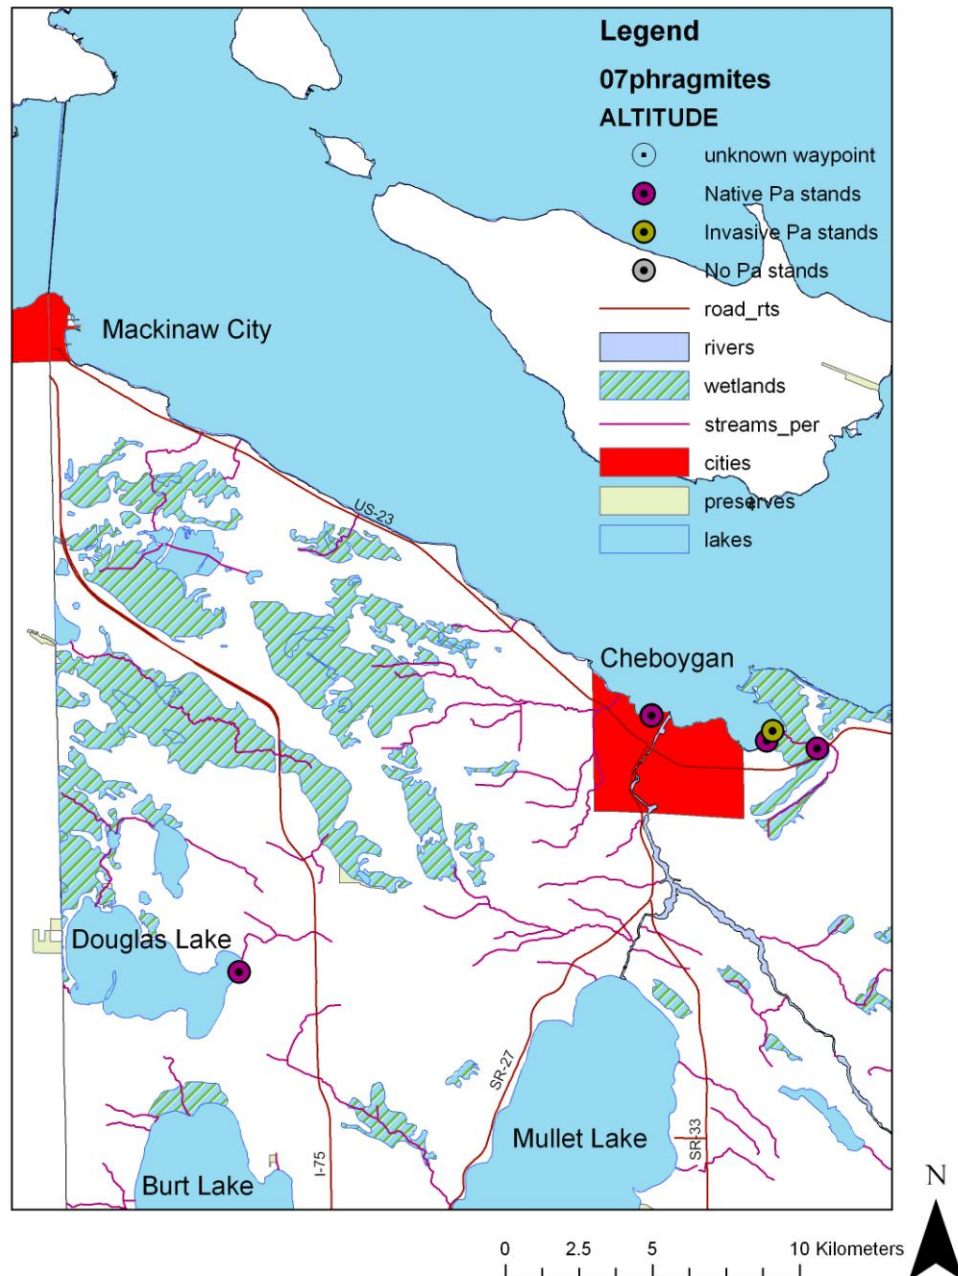 Legend
07phragmites
ALTITUDE
unknown waypoint
Native Pa stands
Invasive Pa stands
No Pa stands
road_rts
rivers
wetlands
streams_per
cities
preserves
lakes
Mackinaw City
US-23
Cheboygan
Douglas Lake
SR-27
Mullet Lake
SR-33
I-75
Burt Lake
N
0 2.5 5 10 Kilometers